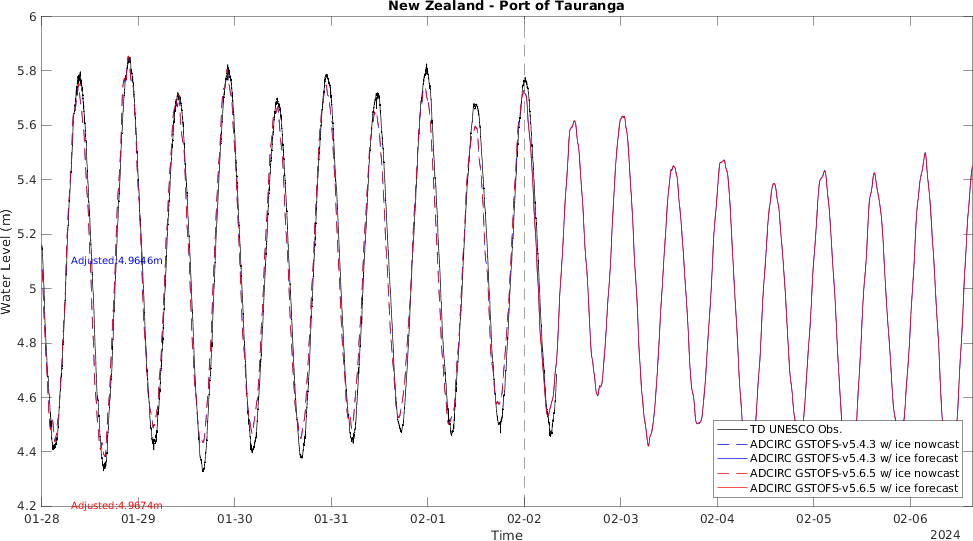 New Zealand - Port of Tauranga
6
5.8
5.6
5.4
5.2
5
4.8
4.6
4.4
4.2
Water Level (m)
Adjusted:4.9646m
Adjusted:4.9674m
TD UNESCO Obs.
ADCIRC GSTOFS-v5.4.3 w/ ice nowcast
ADCIRC GSTOFS-v5.4.3 w/ ice forecast
ADCIRC GSTOFS-v5.6.5 w/ ice nowcast
ADCIRC GSTOFS-v5.6.5 w/ ice forecast
01-28 01-29 01-30 01-31 02-01 02-02 02-03 02-04 02-05 02-06
Time
2024